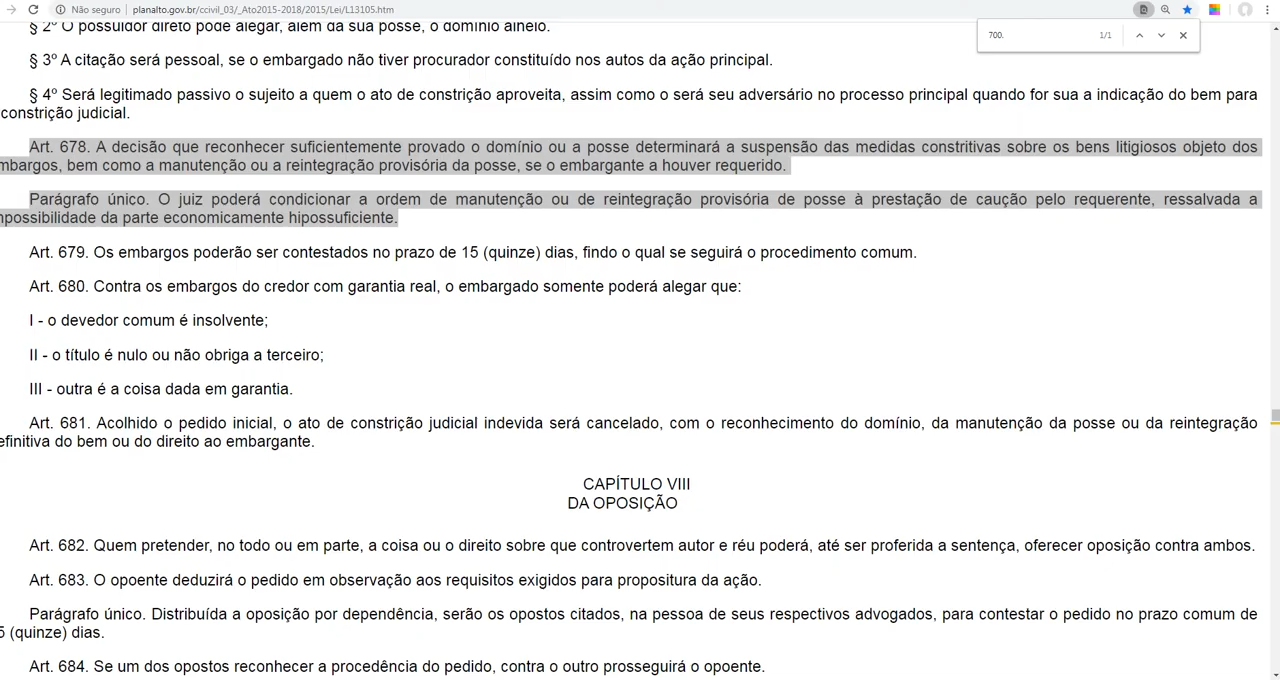 Não seguro | planalto.gov.br/ccivil_03/_Ato2015-2018/2015/Lei/L13105.htm
700. 1/1
§ 2º O possuidor direto pode alegar, além da sua posse, o domínio alheio.
§ 3º A citação será pessoal, se o embargado não tiver procurador constituído nos autos da ação principal.
§ 4º Será legitimado passivo o sujeito a quem o ato de constrição aproveita, assim como o será seu adversário no processo principal quando for sua a indicação do bem para
constrição judicial.
Art. 678. A decisão que reconhecer suficientemente provado o domínio ou a posse determinará a suspensão das medidas constritivas sobre os bens litigiosos objeto dos
mbargos, bem como a manutenção ou a reintegração provisória da posse, se o embargante a houver requerido.
Parágrafo único. O juiz poderá condicionar a ordem de manutenção ou de reintegração provisória de posse à prestação de caução pelo requerente, ressalvada a
mpossibilidade da parte economicamente hipossuficiente.
Art. 679. Os embargos poderão ser contestados no prazo de 15 (quinze) dias, findo o qual se seguirá o procedimento comum.
Art. 680. Contra os embargos do credor com garantia real, o embargado somente poderá alegar que:
I - o devedor comum é insolvente;
II - o título é nulo ou não obriga a terceiro;
III - outra é a coisa dada em garantia.
Art. 681. Acolhido o pedido inicial, o ato de constrição judicial indevida será cancelado, com o reconhecimento do domínio, da manutenção da posse ou da reintegração
efinitiva do bem ou do direito ao embargante.
CAPÍTULO VIII
DA OPOSIÇÃO
Art. 682. Quem pretender, no todo ou em parte, a coisa ou o direito sobre que controvertem autor e réu poderá, até ser proferida a sentença, oferecer oposição contra ambos.
Art. 683. O opoente deduzirá o pedido em observação aos requisitos exigidos para propositura da ação.
Parágrafo único. Distribuída a oposição por dependência, serão os opostos citados, na pessoa de seus respectivos advogados, para contestar o pedido no prazo comum de
5 (quinze) dias.
Art. 684. Se um dos opostos reconhecer a procedência do pedido, contra o outro prosseguirá o opoente.